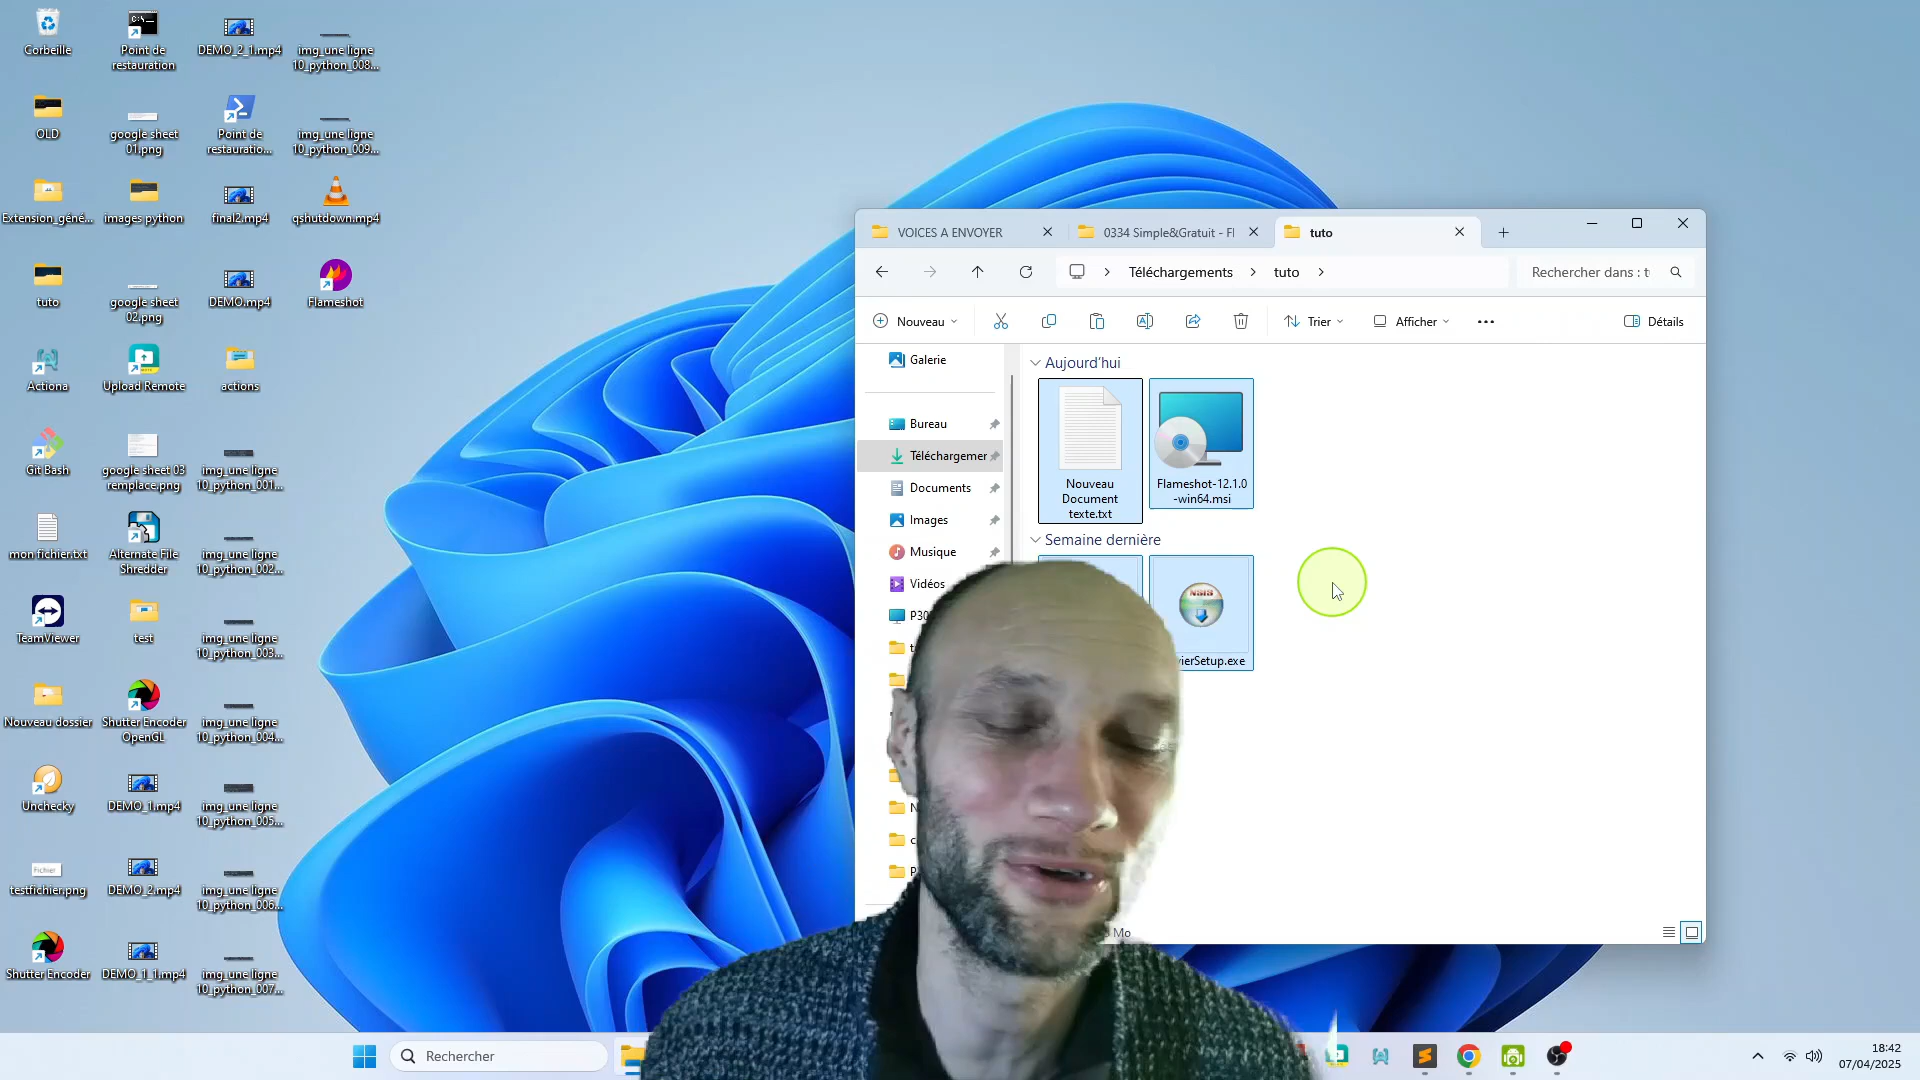 Corbeille
Point de
restauration
DEMO_2_1.mp4
img_une ligne
10_python_008...
OLD
google sheet
01.png
Point de
restauratio...
img_une ligne
10_python_009...
Extension_géné...
images python
final2.mp4
qshutdown.mp4
tuto
google sheet
02.png
DEMO.mp4
Flameshot
Actiona
Upload Remote
actions
Git Bash
google sheet 03
remplace.png
img_une ligne
10_python_001...
mon fichier.txt
Alternate File
Shredder
img_une ligne
10_python_002...
TeamViewer
test
img_une ligne
10_python_003...
Nouveau dossier
Shutter Encoder
OpenGL
img_une ligne
10_python_004...
Unchecky
DEMO_1.mp4
img_une ligne
10_python_005...
Fichier
testfichier.png
DEMO_2.mp4
img_une ligne
10_python_006...
Shutter Encoder
DEMO_1_1.mp4
img_une ligne
10_python_007...
VOICES A ENVOYER
0334 Simple&Gratuit - Fl
tuto
Téléchargements
tuto
Rechercher dans : t
Nouveau
Trier
Afficher
Détails
Galerie
Bureau
Téléchargemer
Documents
Images
Musique
Vidéos
Aujourd'hui
Nouveau
Document
texte.txt
Flameshot-12.1.0
-win64.msi
Semaine dernière
NSIS
vierSetup.exe
Mo
Rechercher
18:42
07/04/2025